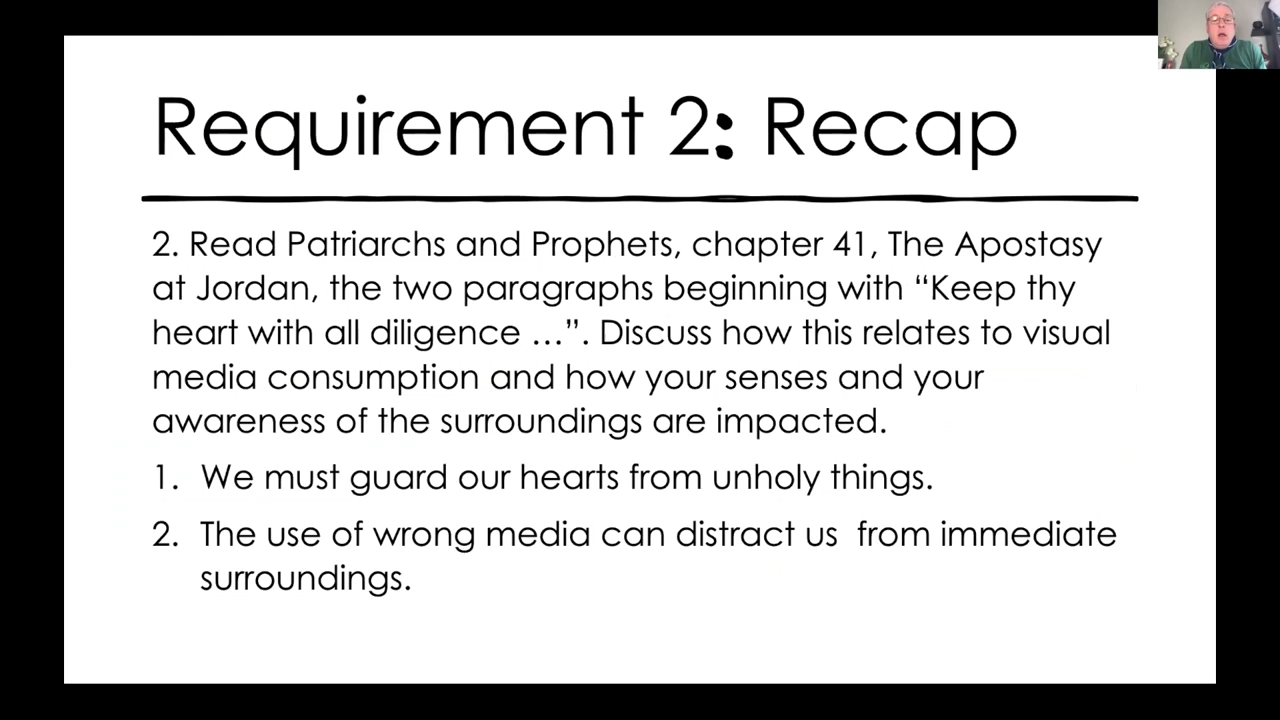 Requirement 2: Recap
2. Read Patriarchs and Prophets, chapter 41, The Apostasy
at Jordan, the two paragraphs beginning with “Keep thy
heart with all diligence …”. Discuss how this relates to visual
media consumption and how your senses and your
awareness of the surroundings are impacted.
1. We must guard our hearts from unholy things.
2. The use of wrong media can distract us  from immediate
surroundings.